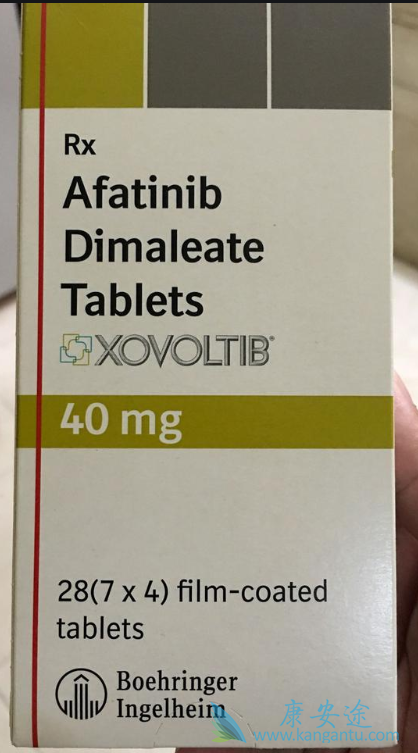 Rx
Afatinib
Dimaleate
Tablets
XOVOLTIB®
40 mg
28(7 x 4) film-coated
tablets
Boehringer
Ingelheim
康安途
www.kangantu.com